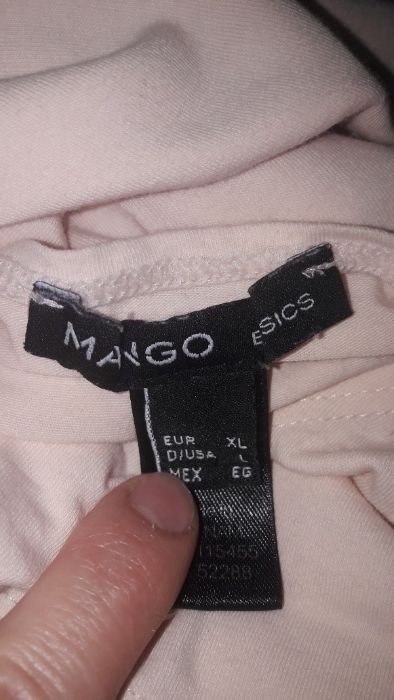 MANGO
ESICS
EUR XL
D/USA L
MEX EG
115455
52288